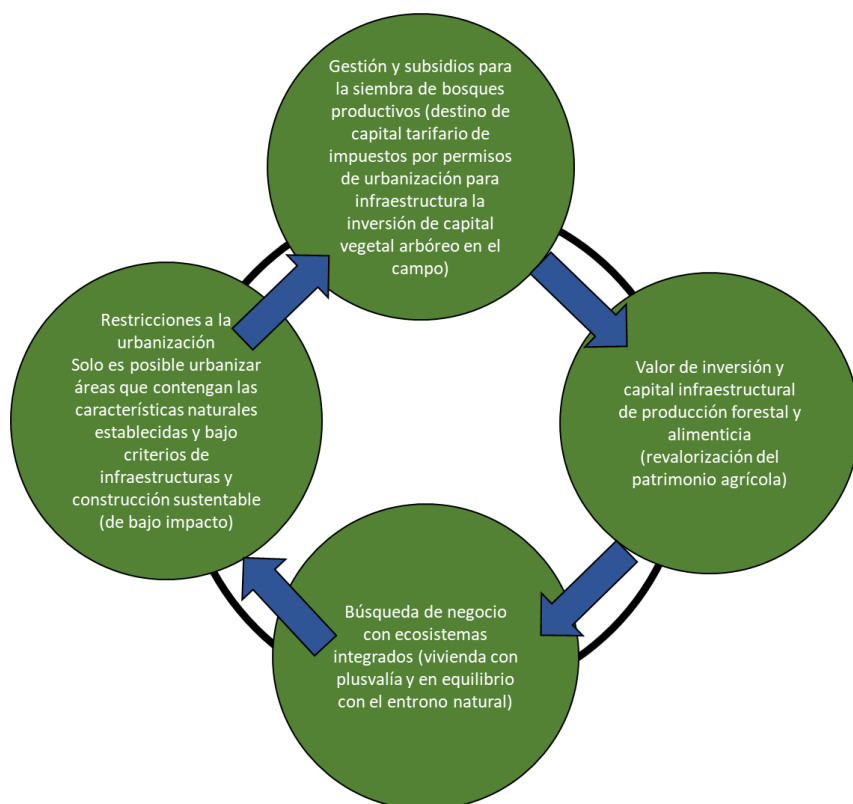 Gestión y subsidios para
la siembra de bosques
productivos (destino de
capital tarifario de
impuestos por permisos
de urbanización para
infraestructura la
inversión de capital
vegetal arbóreo en el
campo)
Restricciones a la
urbanización
Solo es posible urbanizar
áreas que contengan las
características naturales
establecidas y bajo
criterios de
infraestructuras y
construcción sustentable
(de bajo impacto)
Valor de inversión y
capital infraestructural
de producción forestal y
alimenticia
(revalorización del
patrimonio agrícola)
Búsqueda de negocio
con ecosistemas
integrados (vivienda con
plusvalía y en equilibrio
con el entrono natural)